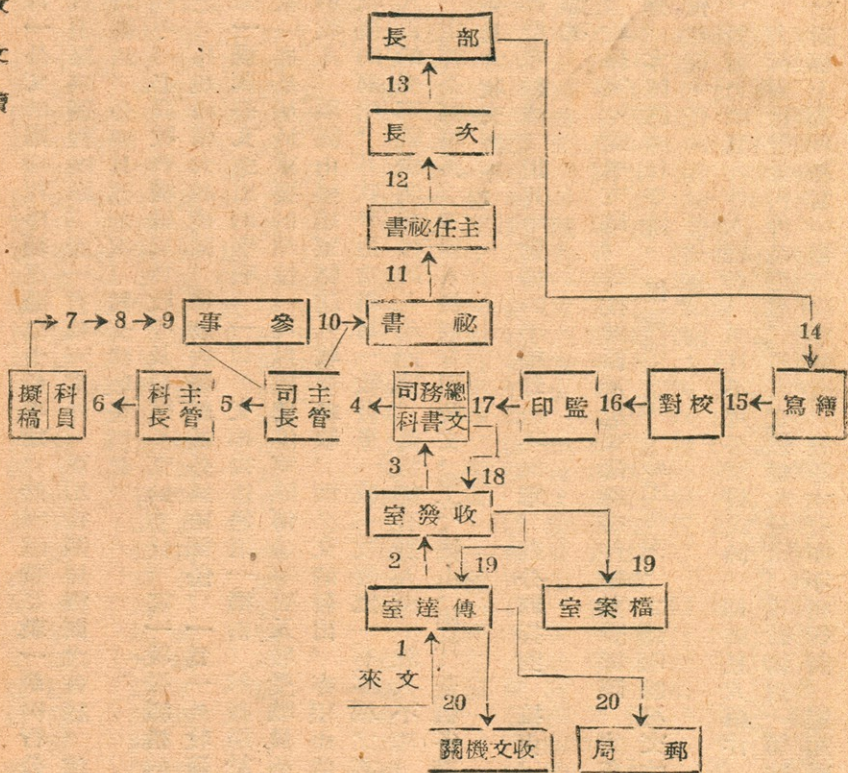 部長
13
次長
12
主任祕書
11
7 8 9
參事
10
祕書
14
擬稿 科員
6
主管科長
5
主管司長
4
總務司
文書科
17
監印
16
校對
15
繕寫
3
18
收發室
2
19
19
傳達室
檔案室
1
來文
20
20
收文機關
郵局